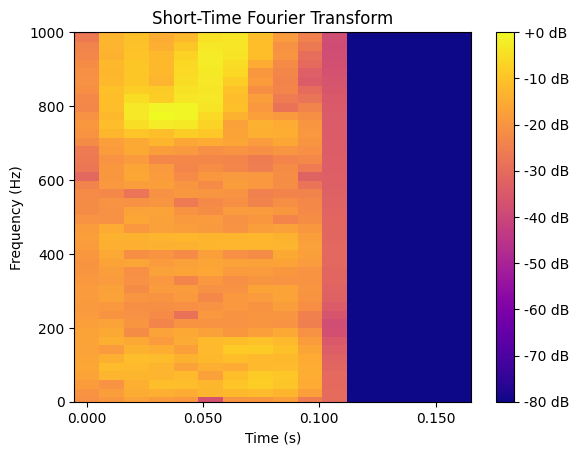 Short-Time Fourier Transform
1000
800
600
400
200
0
Frequency (Hz)
0.000
0.050
0.100
0.150
Time (s)
+0 dB
-10 dB
-20 dB
-30 dB
-40 dB
-50 dB
-60 dB
-70 dB
-80 dB